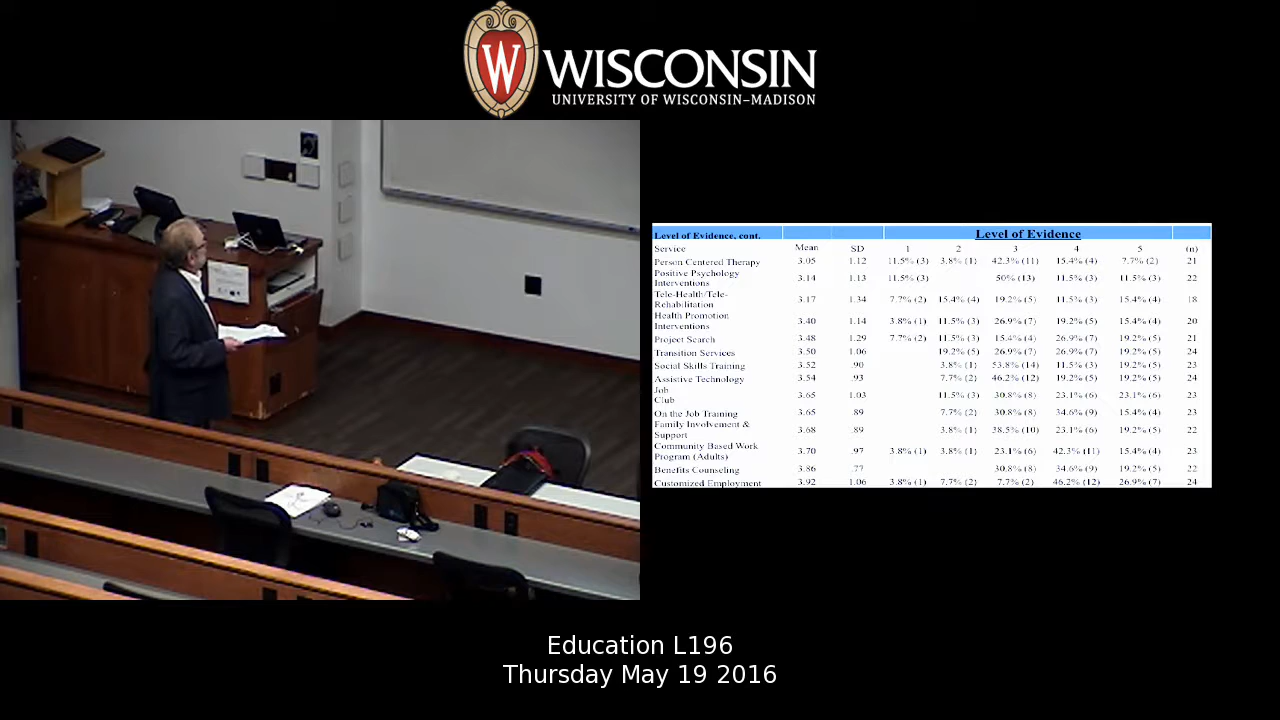 W
WISCONSIN
UNIVERSITY OF WISCONSIN–MADISON
Level of Evidence, cont. Level of Evidence
Service Mean SD 1 2 3 4 5 (n)
Person Centered Therapy 3.05 1.12 11.5% (3) 3.8% (1) 42.3% (11) 15.4% (4) 7.7% (2) 21
Positive Psychology
Interventions 3.14 1.13 11.5% (3) 50% (13) 11.5% (3) 11.5% (3) 22
Tele-Health/Tele-
Rehabilitation 3.17 1.34 7.7% (2) 15.4% (4) 19.2% (5) 11.5% (3) 15.4% (4) 18
Health Promotion
Interventions 3.40 1.14 3.8% (1) 11.5% (3) 26.9% (7) 19.2% (5) 15.4% (4) 20
Project Search 3.48 1.29 7.7% (2) 11.5% (3) 15.4% (4) 26.9% (7) 19.2% (5) 21
Transition Services 3.50 1.06 19.2% (5) 26.9% (7) 26.9% (7) 19.2% (5) 24
Social Skills Training 3.52 .90 3.8% (1) 53.8% (14) 11.5% (3) 19.2% (5) 23
Assistive Technology 3.54 .93 7.7% (2) 46.2% (12) 19.2% (5) 19.2% (5) 24
Job
Club 3.65 1.03 11.5% (3) 30.8% (8) 23.1% (6) 23.1% (6) 23
On the Job Training 3.65 .89 7.7% (2) 30.8% (8) 34.6% (9) 15.4% (4) 23
Family Involvement &
Support 3.68 .89 3.8% (1) 38.5% (10) 23.1% (6) 19.2% (5) 22
Community Based Work
Program (Adults) 3.70 .97 3.8% (1) 3.8% (1) 23.1% (6) 42.3% (11) 15.4% (4) 23
Benefits Counseling 3.86 .77 30.8% (8) 34.6% (9) 19.2% (5) 22
Customized Employment 3.92 1.06 3.8% (1) 7.7% (2) 7.7% (2) 46.2% (12) 26.9% (7) 24
Education L196
Thursday May 19 2016